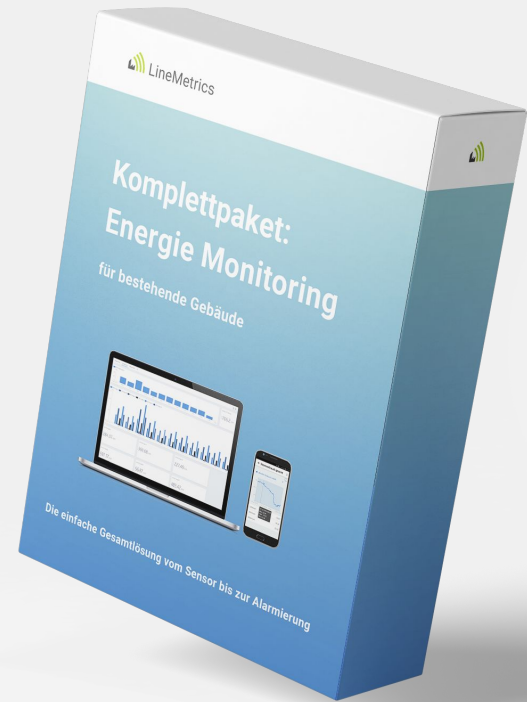 LineMetrics
Komplettpaket:
Energie Monitoring
für bestehende Gebäude
Die einfache Gesamtlösung vom Sensor bis zur Alarmierung